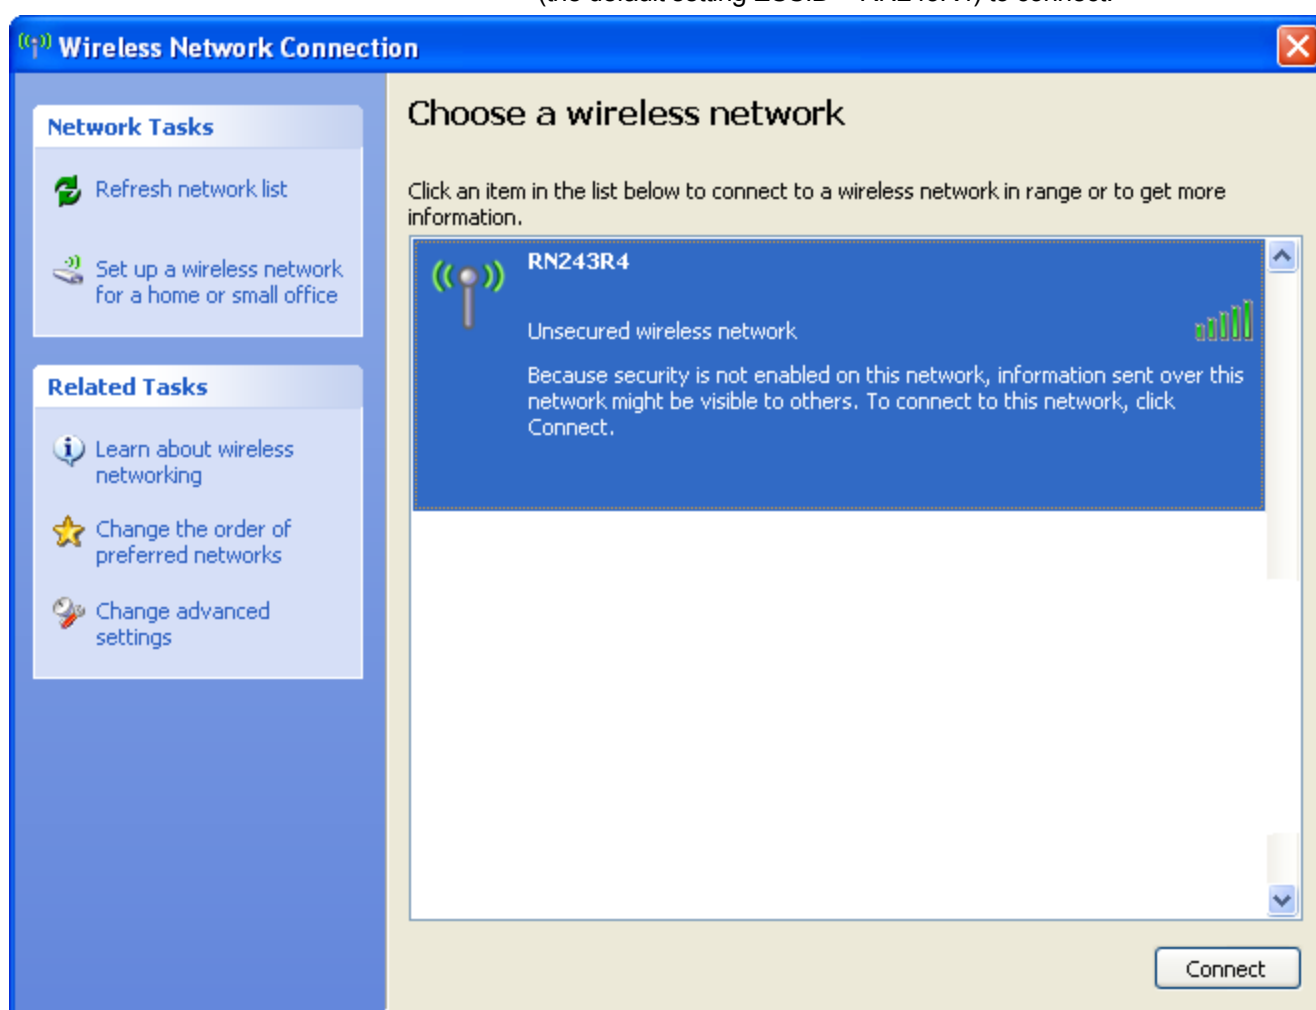 to connect.
Wireless Network Connection
Network Tasks
Refresh network list
Set up a wireless network
for a home or small office
Related Tasks
Learn about wireless
networking
Change the order of
preferred networks
Change advanced
settings
Choose a wireless network
Click an item in the list below to connect to a wireless network in range or to get more
information.
RN243R4
Unsecured wireless network
Because security is not enabled on this network, information sent over this
network might be visible to others. To connect to this network, click
Connect.
Connect